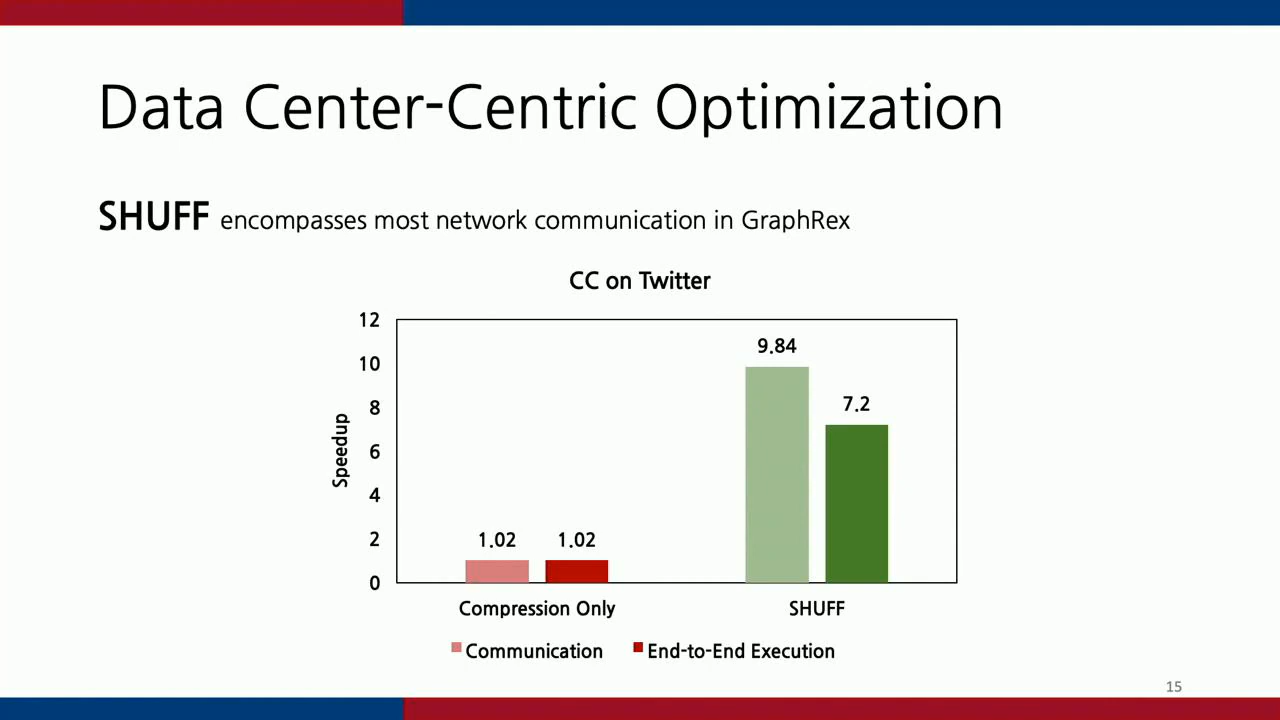 Data Center-Centric Optimization
SHUFF encompasses most network communication in GraphRex
CC on Twitter
12
10
8
6
4
2
0
Speedup
1.02
1.02
9.84
7.2
Compression Only
SHUFF
Communication
End-to-End Execution
15